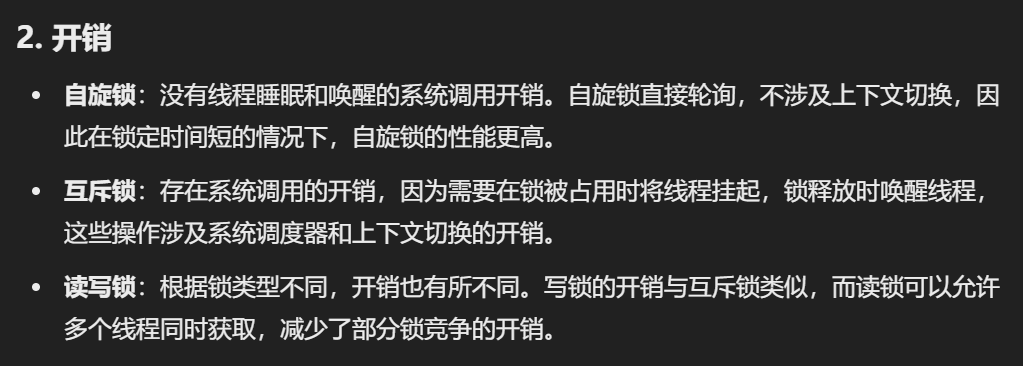 2. 开销
• 自旋锁：没有线程睡眠和唤醒的系统调用开销。自旋锁直接轮询，不涉及上下文切换，因
此在锁定时间短的情况下，自旋锁的性能更高。
• 互斥锁：存在系统调用的开销，因为需要在锁被占用时将线程挂起，锁释放时唤醒线程，
这些操作涉及系统调度器和上下文切换的开销。
• 读写锁：根据锁类型不同，开销也有所不同。写锁的开销与互斥锁类似，而读锁可以允许
多个线程同时获取，减少了部分锁竞争的开销。